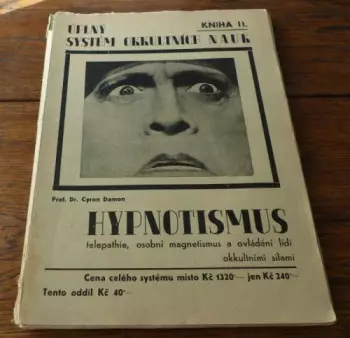 ÚPLNÝ
KNIHA II.
SYSTÉM OKKULTNÍCH NAUK
Prof. Dr. Cyron Damon
HYPNOTISMUS
telepathie, osobní magnetismus a ovládání lidí
okkultními silami
Cena celého systému místo Kč 1320·— jen Kč 240·—
Tento oddíl Kč 40·—